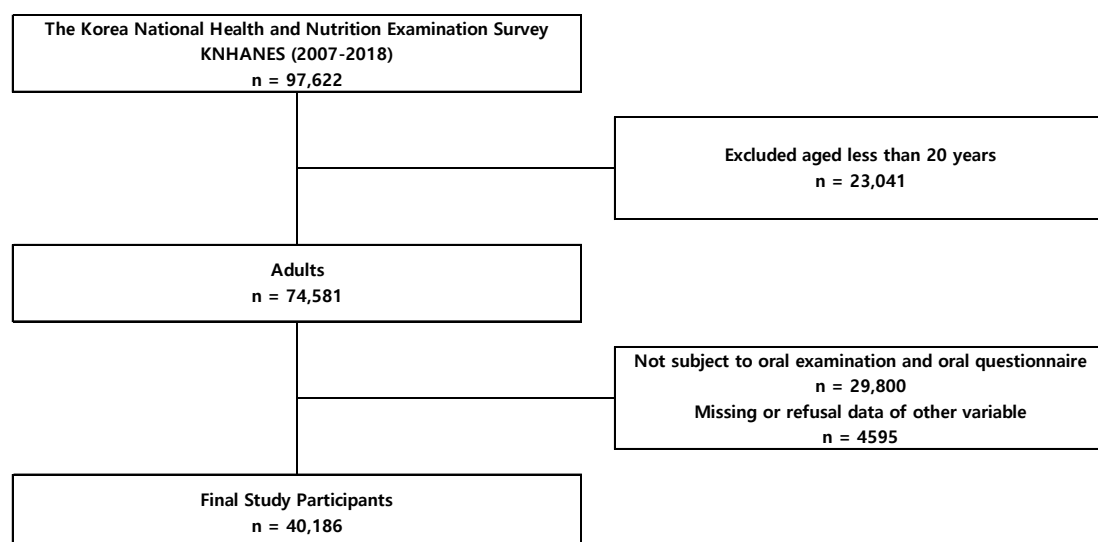 The Korea National Health and Nutrition Examination Survey
KNHANES (2007-2018)
n = 97,622
Excluded aged less than 20 years
n = 23,041
Adults
n = 74,581
Not subject to oral examination and oral questionnaire
n = 29,800
Missing or refusal data of other variable
n = 4595
Final Study Participants
n = 40,186